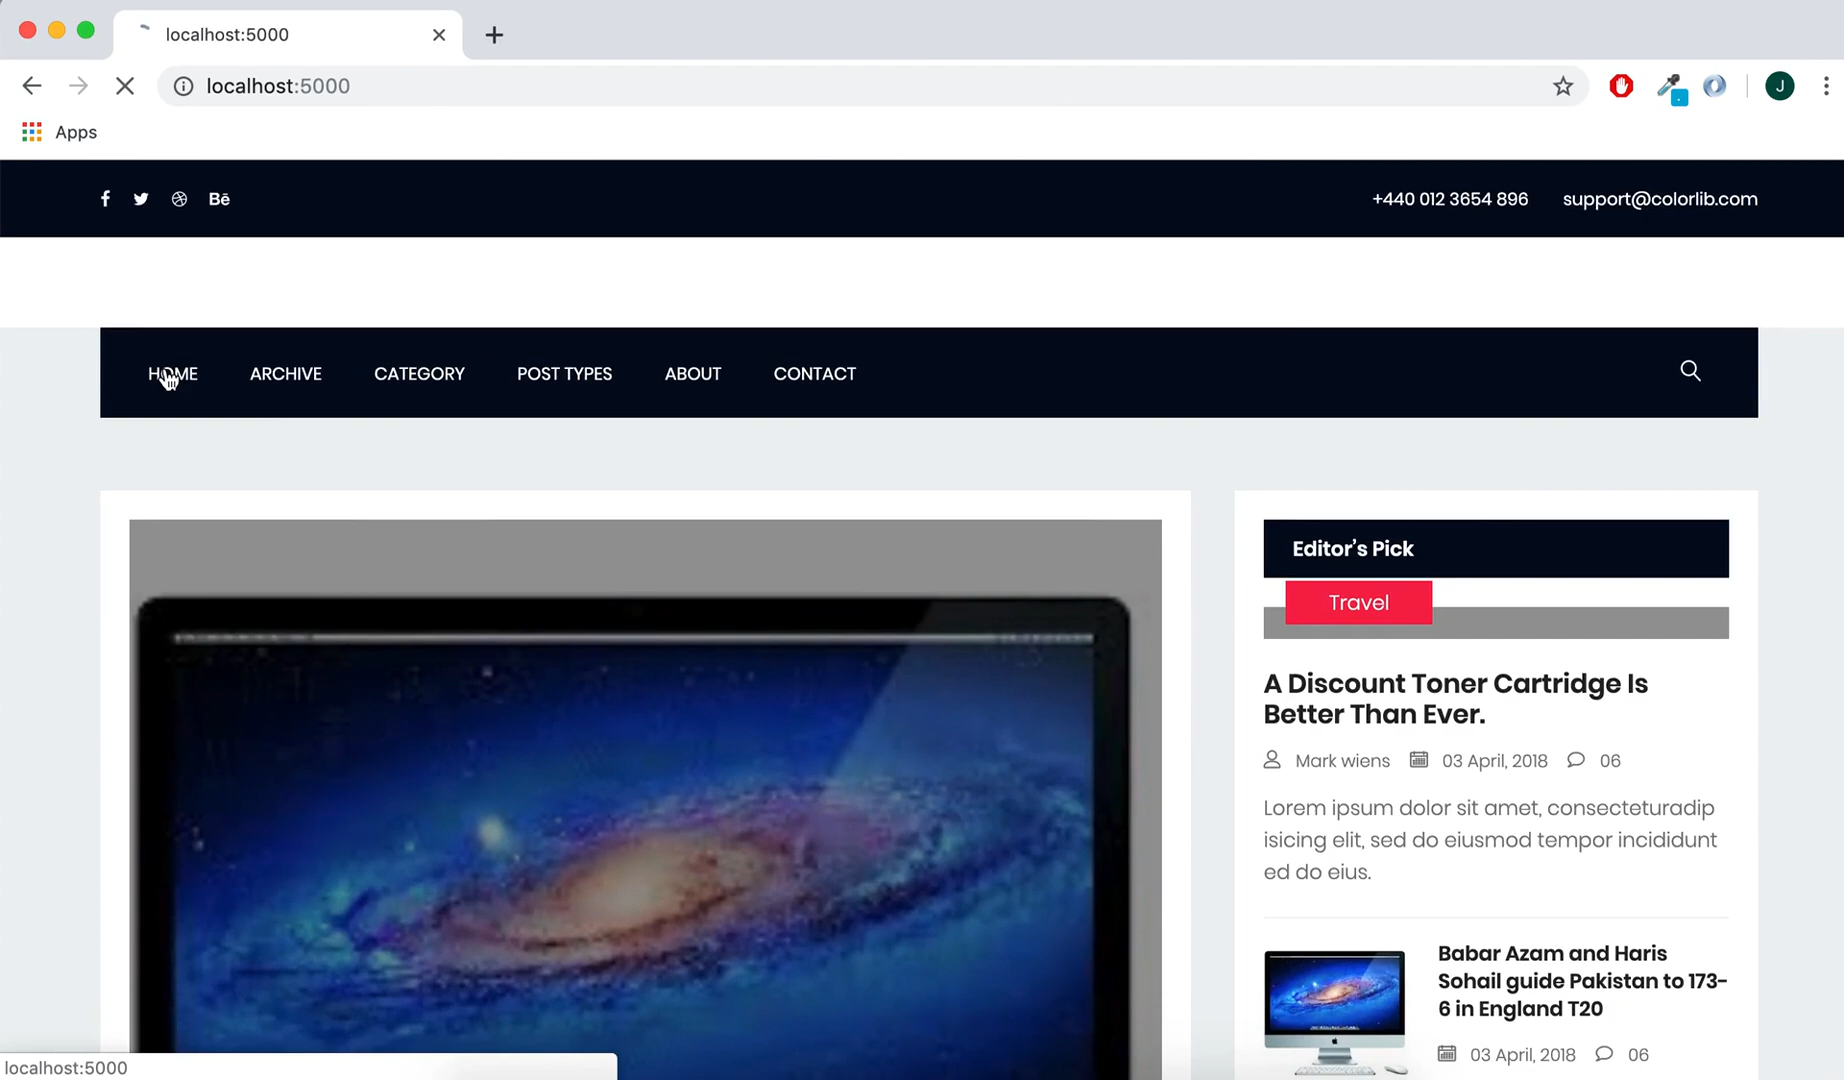 localhost:5000
localhost:5000
Apps
J
Bē
+440 012 3654 896
support@colorlib.com
HOME
ARCHIVE
CATEGORY
POST TYPES
ABOUT
CONTACT
Editor’s Pick
Travel
A Discount Toner Cartridge Is
Better Than Ever.
Mark wiens
03 April, 2018
06
Lorem ipsum dolor sit amet, consecteturadip
isicing elit, sed do eiusmod tempor incididunt
ed do eius.
Babar Azam and Haris
Sohail guide Pakistan to 173-
6 in England T20
03 April, 2018
06
localhost:5000